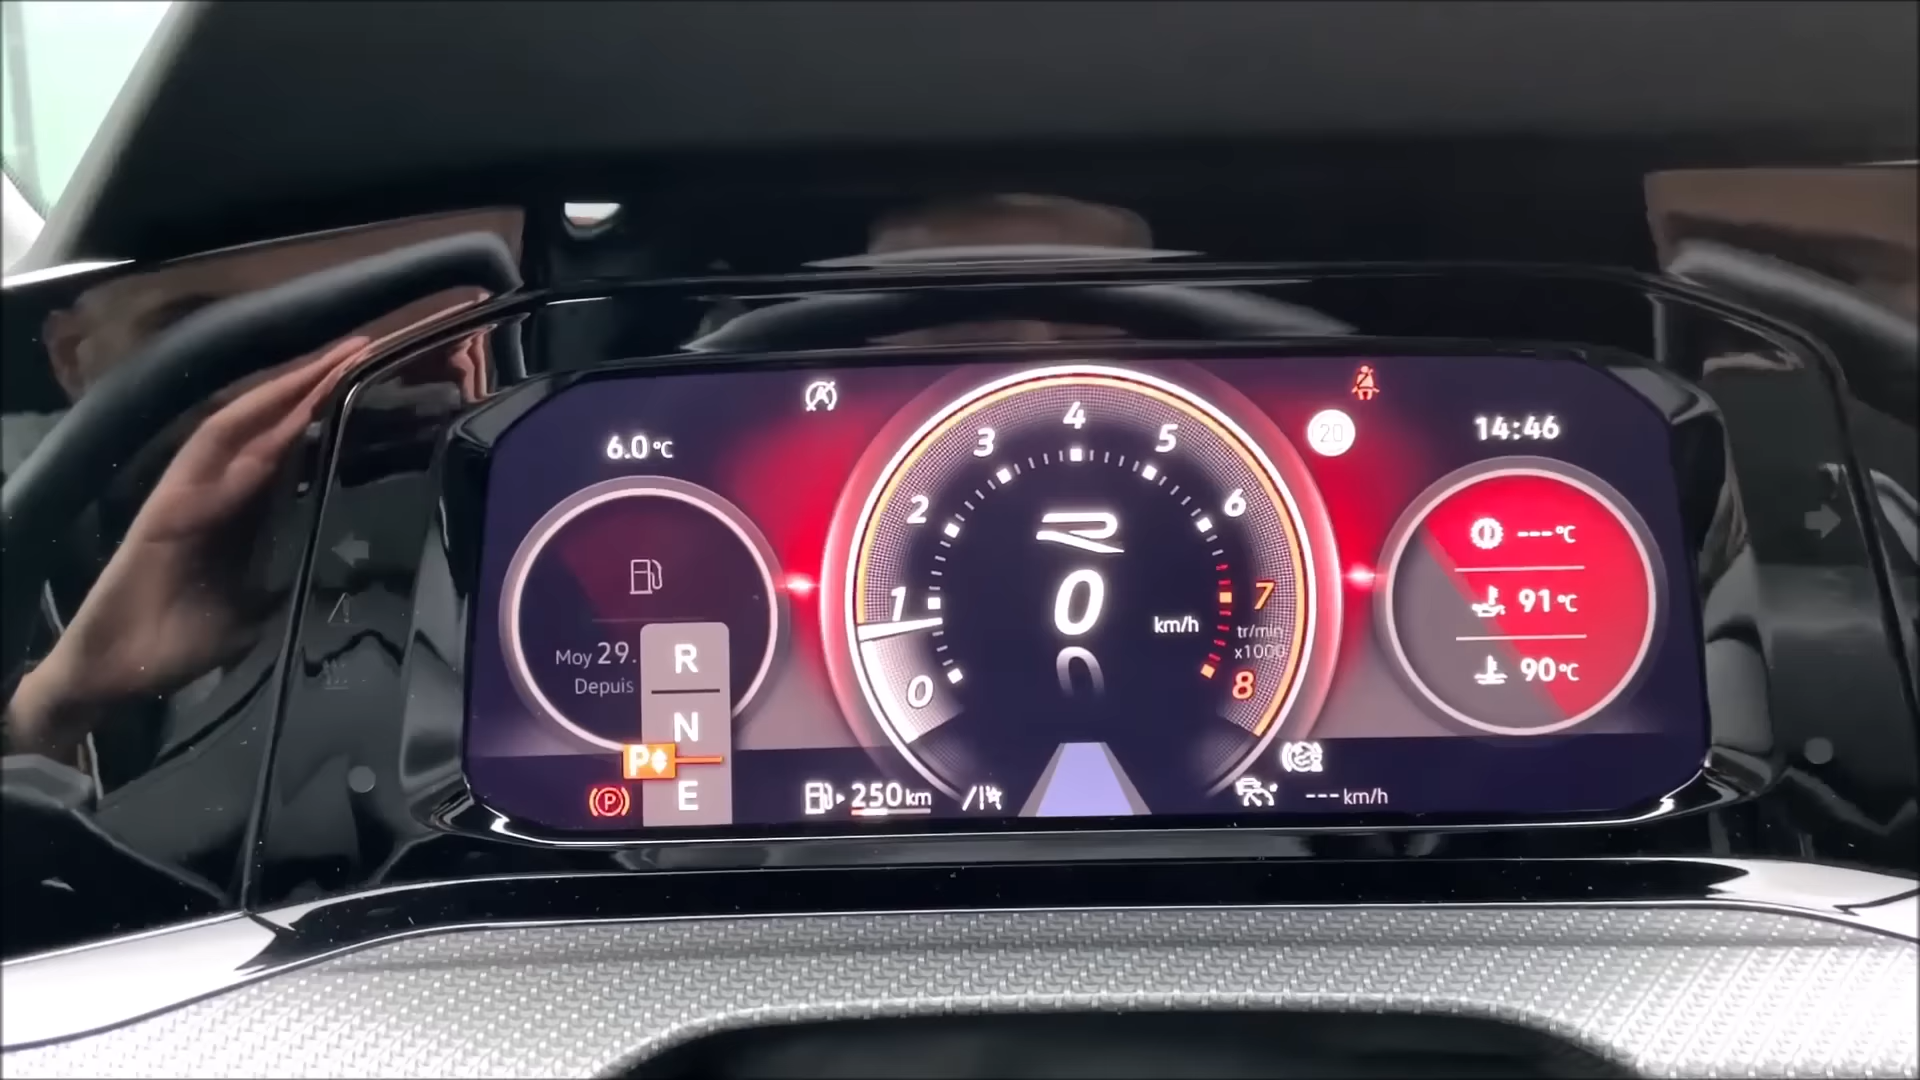 6.0°C
14:46
20
4
3
5
2
6
1
7
0
8
0
km/h
tr/min
x1000
Moy 29.
Depuis
R
N
P
E
P
250 km
---°C
91°C
90°C
--- km/h